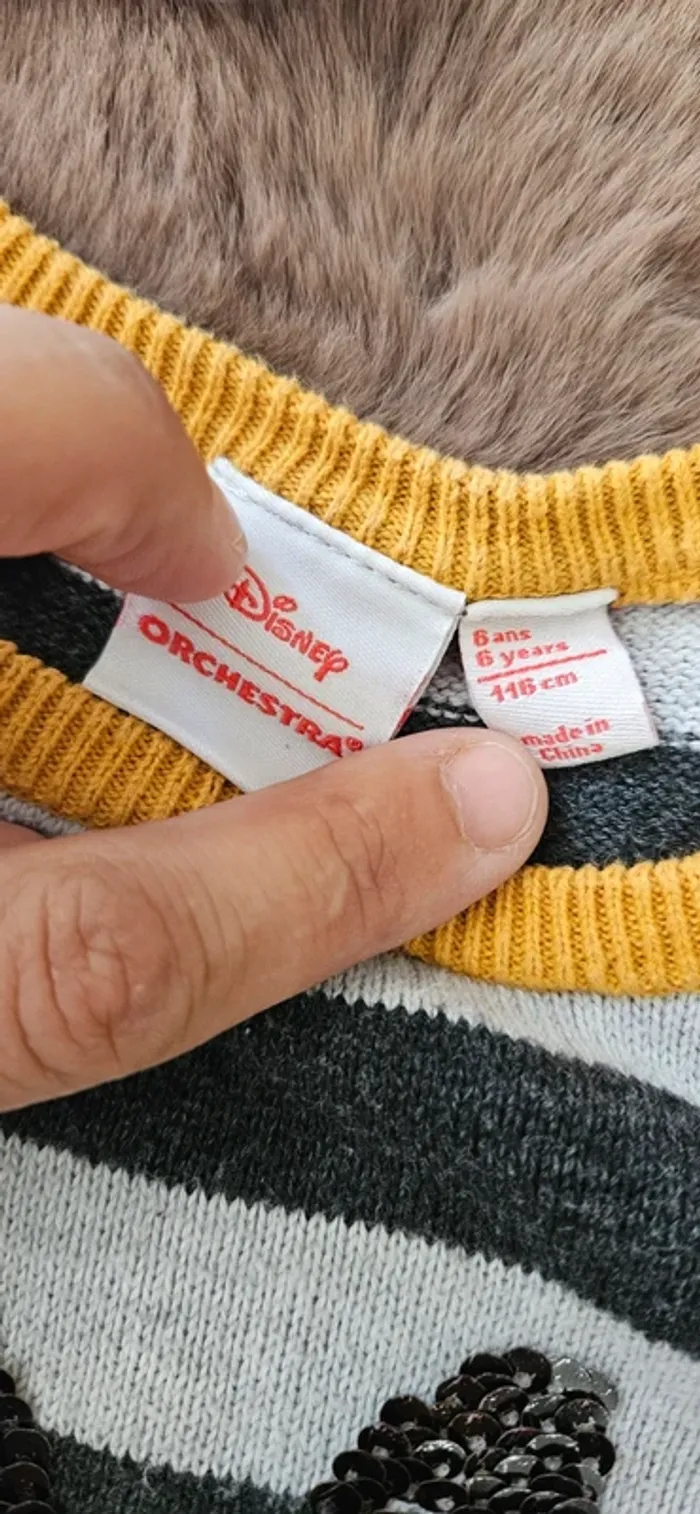 Disney
ORCHESTRA®
6 ans
6 years
116 cm
made in
China